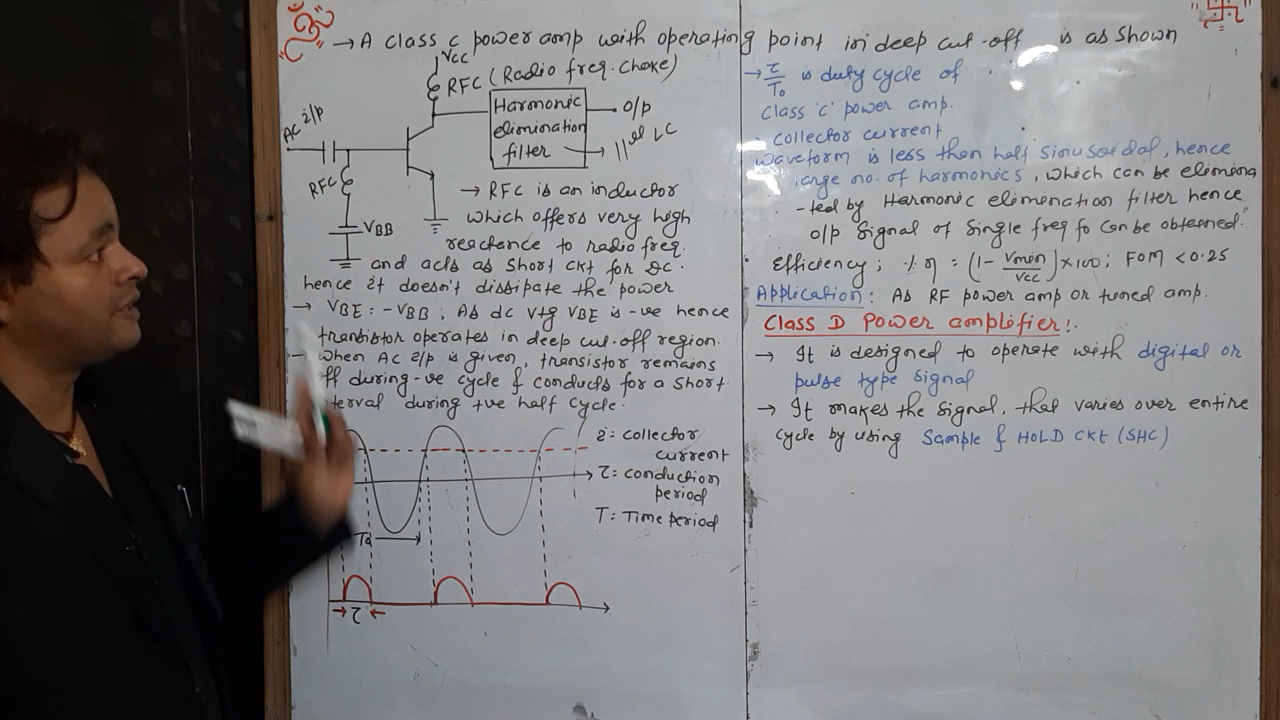 ॐ
卐
→ A class c power amp with operating point in deep cut-off is as shown
VCC
RFC (Radio freq. choke)
AC i/p
Harmonic
elimination
filter
o/p
||el LC
RFC
VBB
→ RFC is an inductor
which offers very high
reactence to radio freq.
and acts as short ckt for DC.
hence it doesn't dissipate the power
→ VBE = -VBB ; As dc vtg VBE is -ve hence
transistor operates in deep cut-off region.
→ When AC i/p is given, transistor remains
ff during -ve cycle & conducts for a short
terval during +ve half cycle.
i: collector
current
τ: conduction
period
T: Time period
To
τ
→ τ/To is duty cycle of
class 'c' power amp.
collector current
waveform is less than half sinusoidal, hence
large no. of harmonics, which can be elimina
-ted by Harmonic elimination filter hence
o/p signal of single freq fo can be obtained."
Efficiency ; % η = (1 - Vmin/VCC) × 100 ; FOM < 0.25
Application: As RF power amp or tuned amp.
Class D Power amplifier:.
→ It is designed to operate with digital or
pulse type signal
→ It makes the signal, that varies over entire
cycle by using Sample & HOLD CKt (SHC)